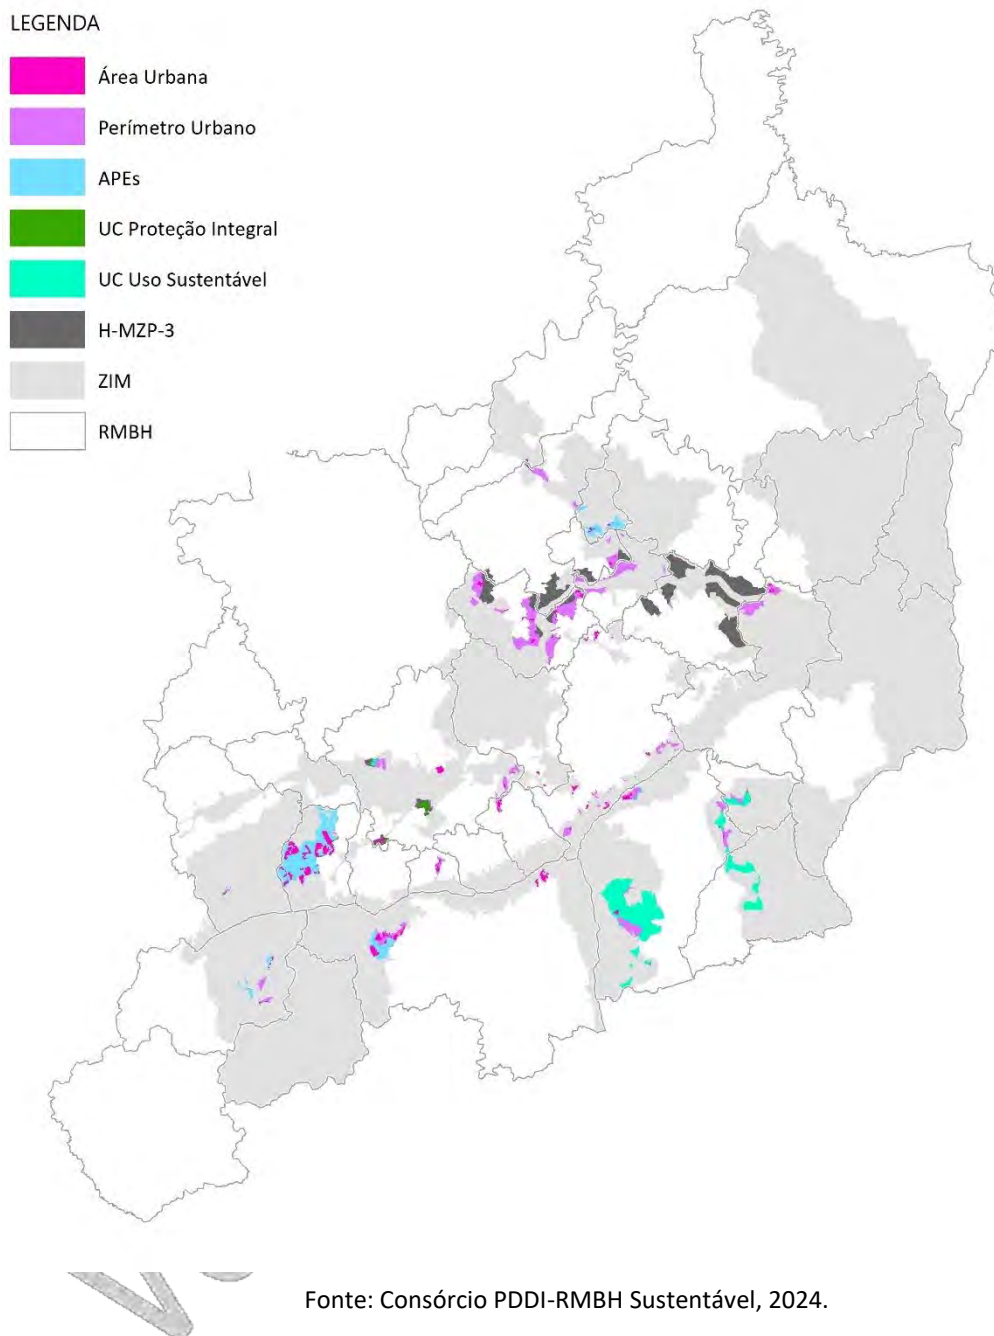 LEGENDA
Área Urbana
Perímetro Urbano
APEs
UC Proteção Integral
UC Uso Sustentável
H-MZP-3
ZIM
RMBH
Fonte: Consórcio PDDI-RMBH Sustentável, 2024.